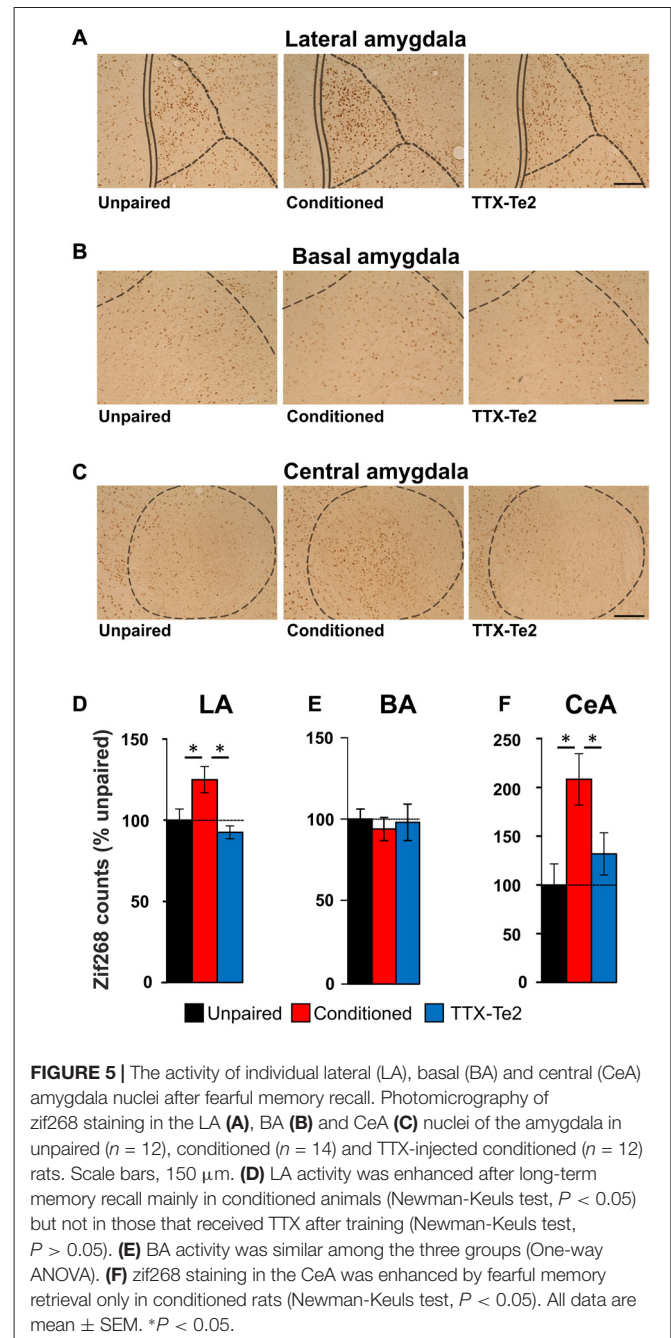 A
Lateral amygdala
Unpaired
Conditioned
TTX-Te2
B
Basal amygdala
Unpaired
Conditioned
TTX-Te2
C
Central amygdala
Unpaired
Conditioned
TTX-Te2
D LA E BA F CeA
Zif268 counts (% unpaired)
150
100
50
0
* *
150
100
50
0
250
200
150
100
50
0
* *
Unpaired Conditioned TTX-Te2
FIGURE 5 | The activity of individual lateral (LA), basal (BA) and central (CeA)
amygdala nuclei after fearful memory recall. Photomicrography of
zif268 staining in the LA (A), BA (B) and CeA (C) nuclei of the amygdala in
unpaired (n = 12), conditioned (n = 14) and TTX-injected conditioned (n = 12)
rats. Scale bars, 150 μm. (D) LA activity was enhanced after long-term
memory recall mainly in conditioned animals (Newman-Keuls test, P < 0.05)
but not in those that received TTX after training (Newman-Keuls test,
P > 0.05). (E) BA activity was similar among the three groups (One-way
ANOVA). (F) zif268 staining in the CeA was enhanced by fearful memory
retrieval only in conditioned rats (Newman-Keuls test, P < 0.05). All data are
mean ± SEM. *P < 0.05.